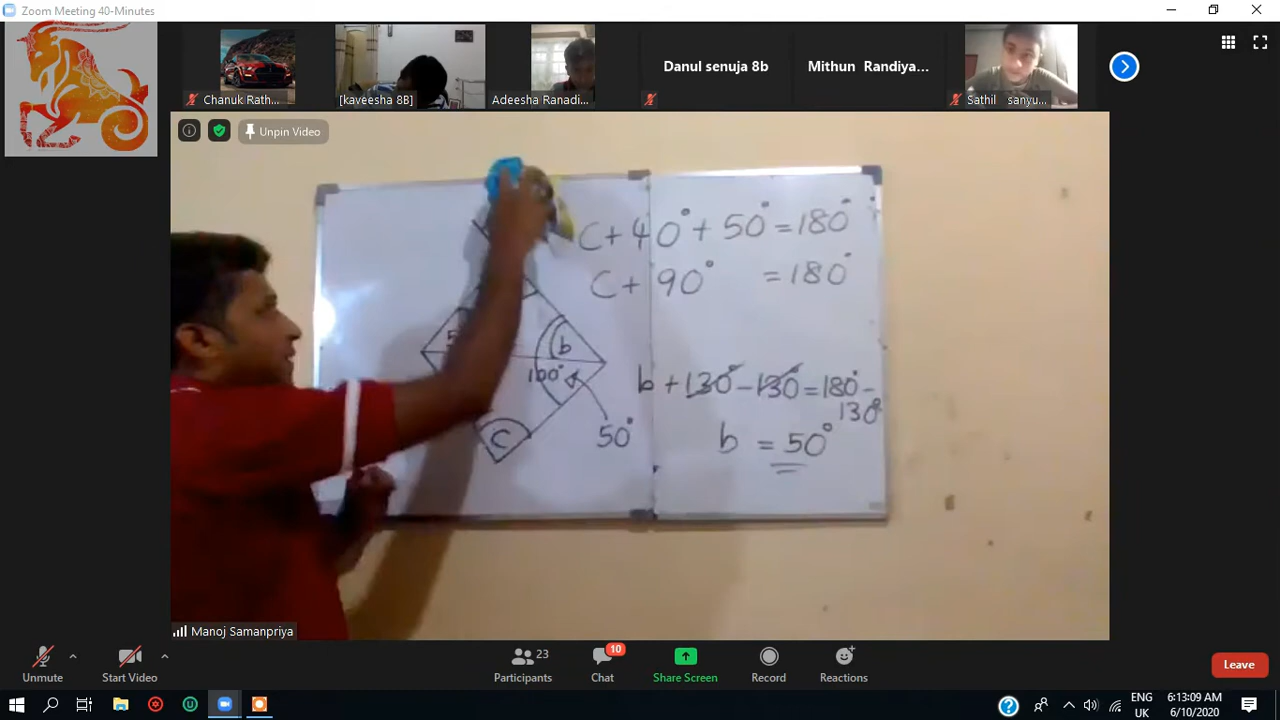 Zoom Meeting 40-Minutes
Chanuk Rath...
[kaveesha 8B]
Adeesha Ranadi...
Danul senuja 8b
Mithun Randiya...
Sathil sanyu...
Unpin Video
C + 40° + 50° = 180°
C + 90° = 180°
b
100°
b + 130° - 130° = 180° -
130°
50°
b = 50°
C
Manoj Samanpriya
Unmute
Start Video
23
Participants
10
Chat
Share Screen
Record
Reactions
Leave
ENG
UK
6:13:09 AM
6/10/2020